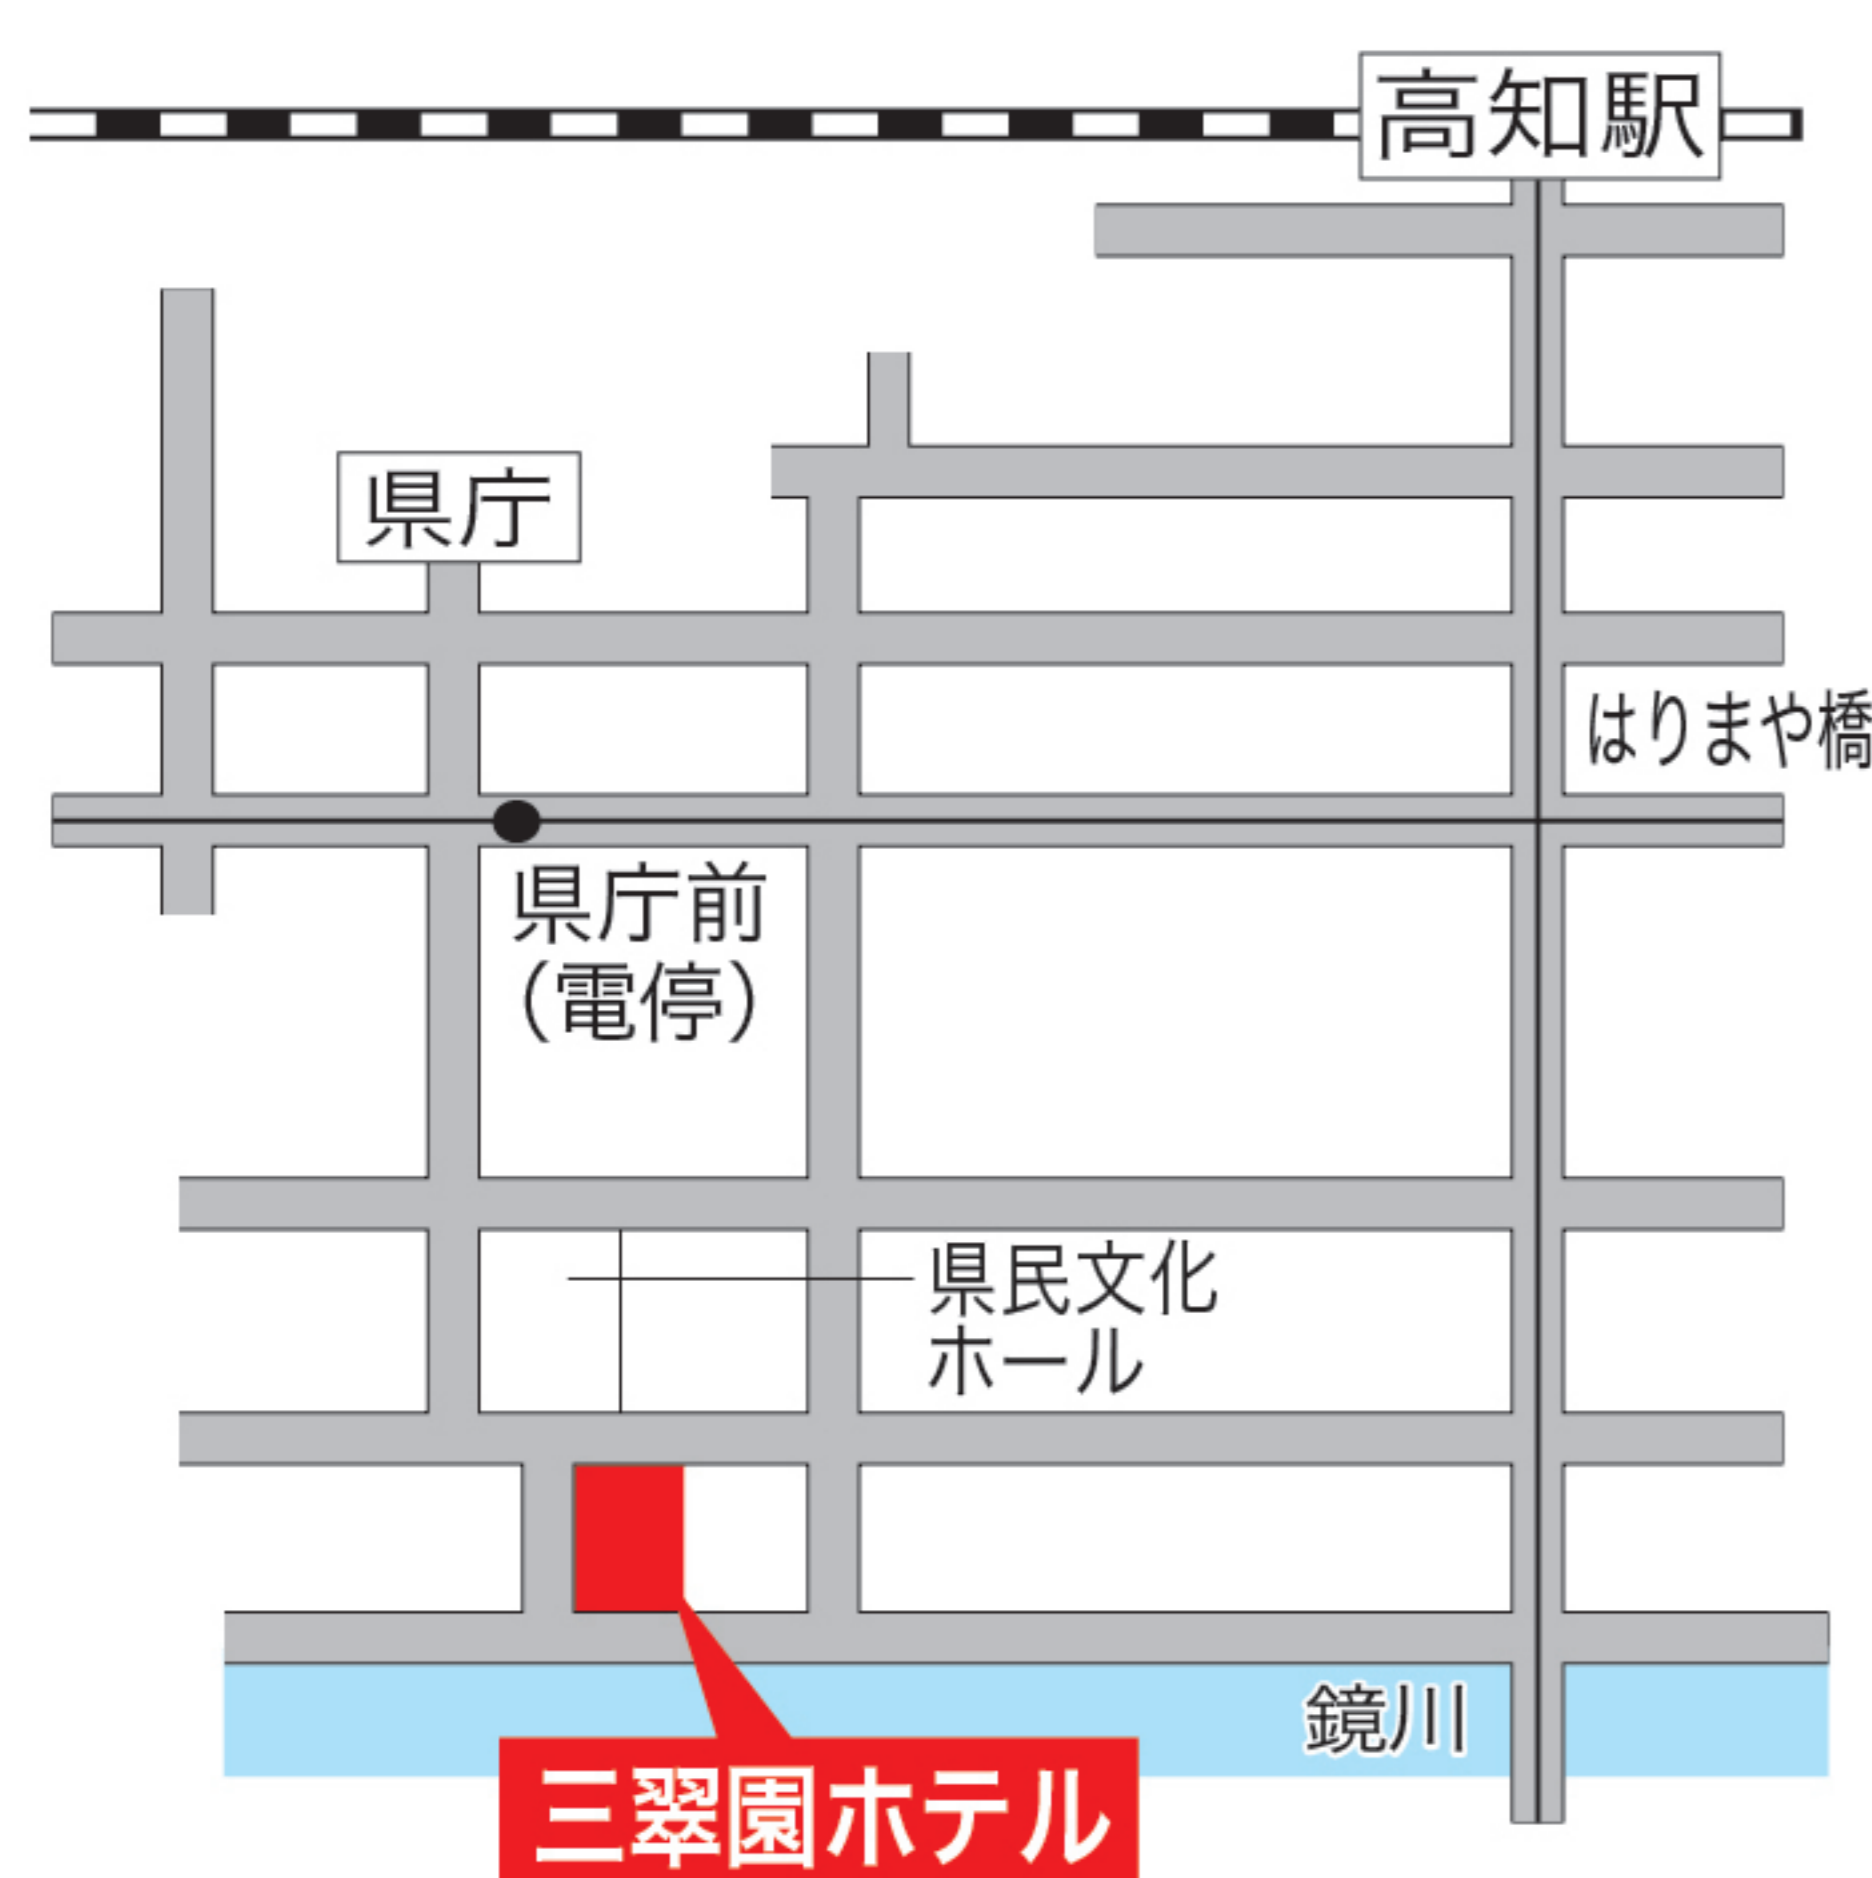 高知駅
県庁
はりまや橋
県庁前
（電停）
県民文化
ホール
鏡川
三翠園ホテル